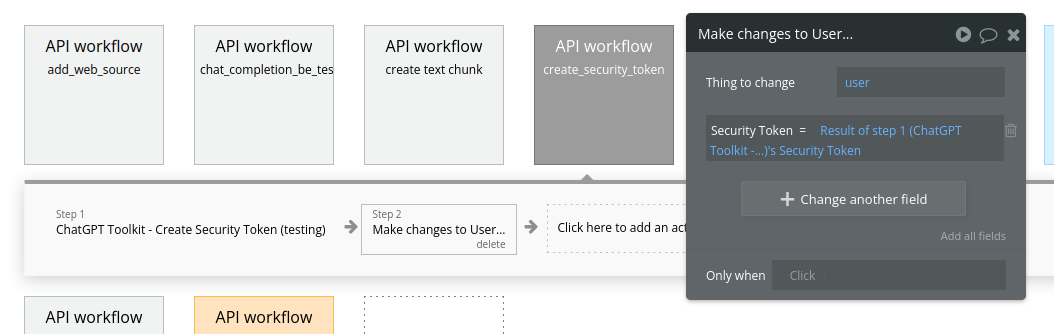 API workflow
add_web_source
API workflow
chat_completion_be_tes
API workflow
create text chunk
API workflow
create_security_token
Make changes to User...
Thing to change
user
Security Token = Result of step 1 (ChatGPT
Toolkit -...)'s Security Token
Change another field
Add all fields
Only when
Click
Step 1
ChatGPT Toolkit - Create Security Token (testing)
Step 2
Make changes to User...
delete
Click here to add an act
API workflow
API workflow